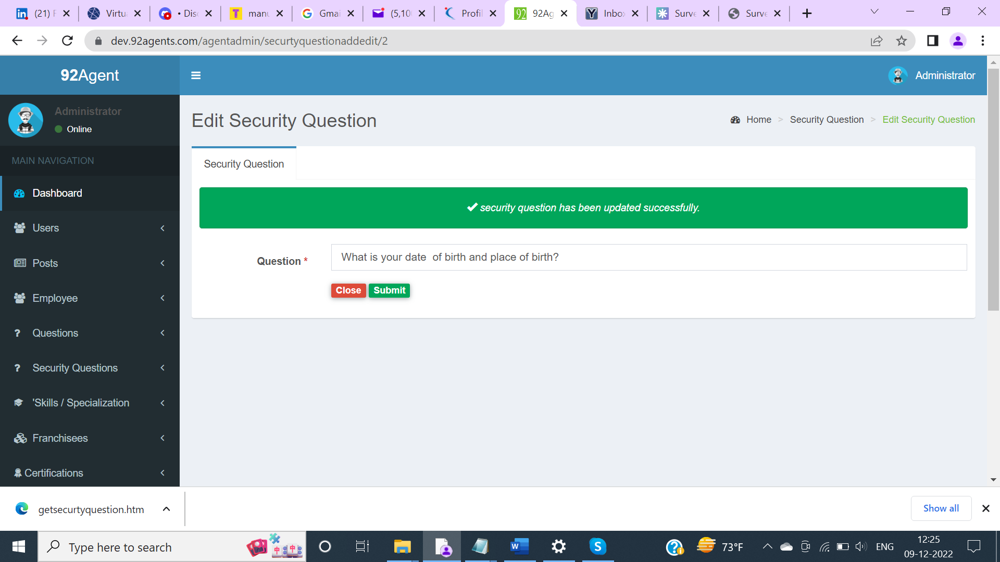 (21) F
Virtu
• Disc
manu
Gmai
(5,10
Profil
92Ag
Inbo
Surve
Surve
dev.92agents.com/agentadmin/securtyquestionaddedit/2
92Agent
Administrator
Administrator
Online
Edit Security Question
Home > Security Question > Edit Security Question
MAIN NAVIGATION
Security Question
Dashboard
✔ security question has been updated successfully.
Users
Question *
What is your date  of birth and place of birth?
Posts
Close
Submit
Employee
Questions
Security Questions
'Skills / Specialization
Franchisees
Certifications
getsecurtyquestion.htm
Show all
Type here to search
73°F
ENG
12:25
09-12-2022